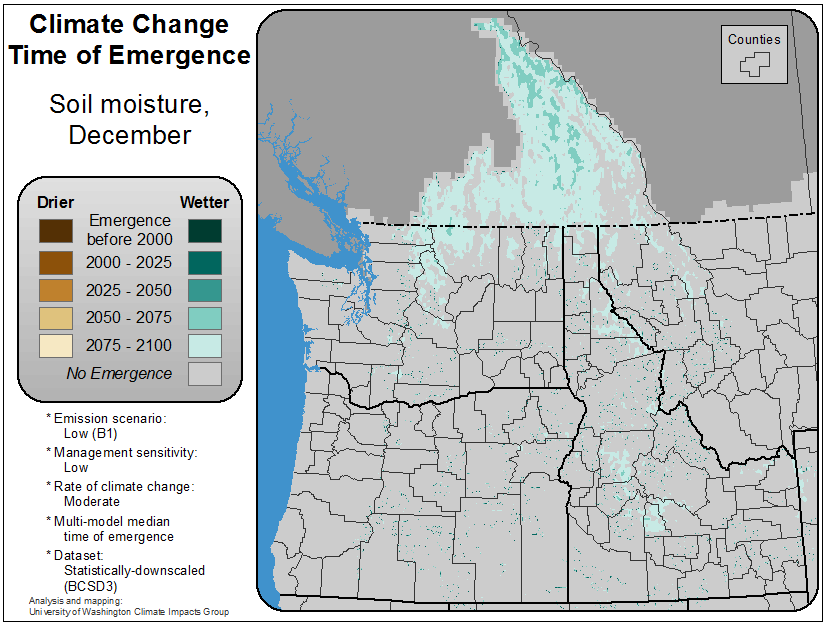 Climate Change
Time of Emergence
Soil moisture,
December
Drier
Wetter
Emergence
before 2000
2000 - 2025
2025 - 2050
2050 - 2075
2075 - 2100
No Emergence
* Emission scenario:
Low (B1)
* Management sensitivity:
Low
* Rate of climate change:
Moderate
* Multi-model median
time of emergence
* Dataset:
Statistically-downscaled
(BCSD3)
Analysis and mapping:
University of Washington Climate Impacts Group
Counties